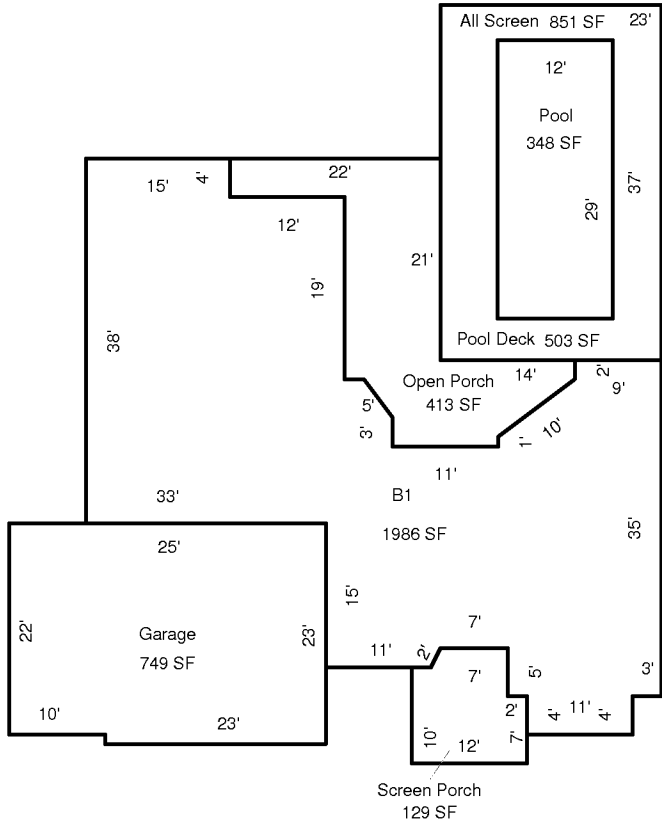 All Screen 851 SF 23'
12'
Pool
348 SF
22'
4'
15'
37'
29'
12'
21'
19'
38'
Pool Deck 503 SF
14' 2'
9'
Open Porch
413 SF
5'
3'
1' 10'
11'
33'
B1
1986 SF
35'
25'
15'
22'
Garage
749 SF
23'
7'
11' 2'
7'
5'
3'
10'
23'
2'
4' 11' 4'
10' 12' 7'
Screen Porch
129 SF